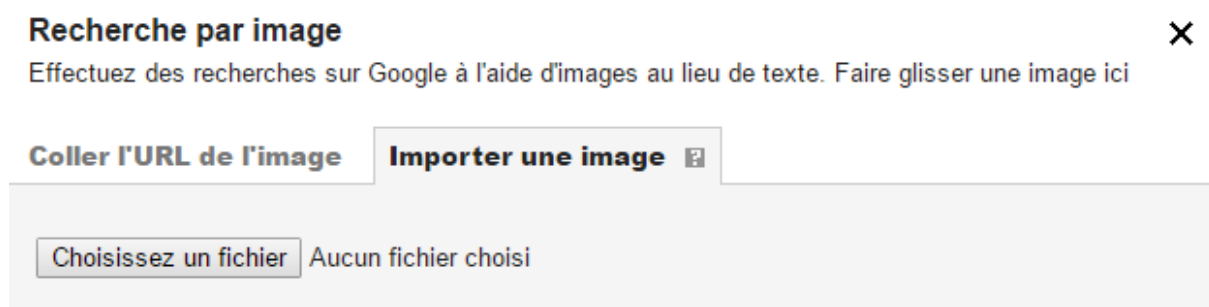 Recherche par image
Effectuez des recherches sur Google à l'aide d'images au lieu de texte. Faire glisser une image ici
Coller l'URL de l'image
Importer une image ?
Choisissez un fichier Aucun fichier choisi